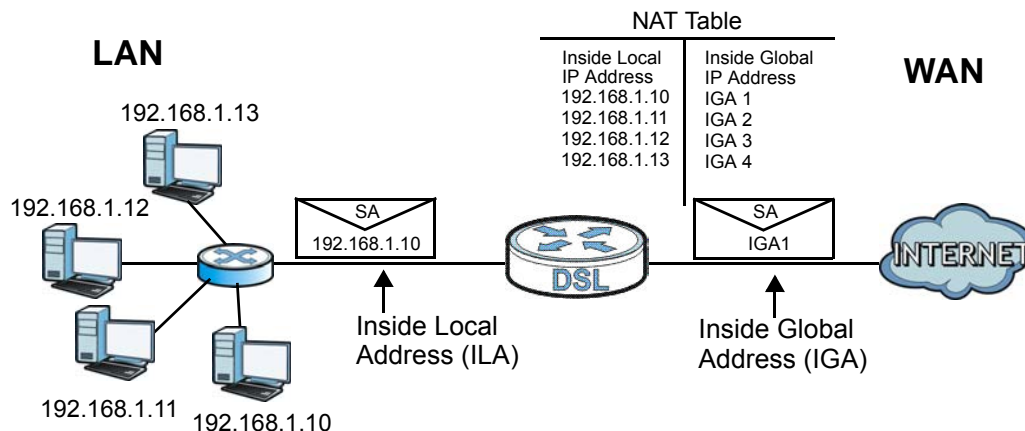 NAT Table
LAN
WAN
Inside Local
IP Address
192.168.1.10
192.168.1.11
192.168.1.12
192.168.1.13
Inside Global
IP Address
IGA 1
IGA 2
IGA 3
IGA 4
192.168.1.13
192.168.1.12
192.168.1.11
192.168.1.10
SA
192.168.1.10
DSL
SA
IGA1
INTERNET
Inside Local
Address (ILA)
Inside Global
Address (IGA)